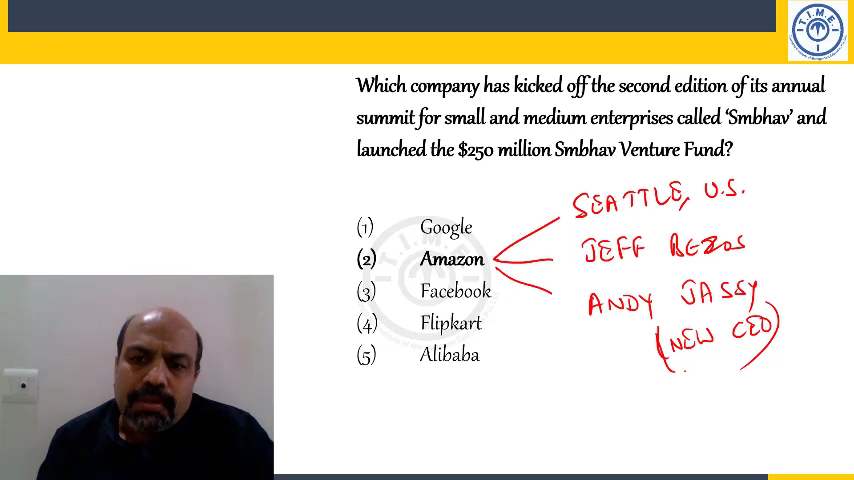 T.I.M.E.
Which company has kicked off the second edition of its annual
summit for small and medium enterprises called ‘Smbhav’ and
launched the $250 million Smbhav Venture Fund?
(1) Google
(2) Amazon
(3) Facebook
(4) Flipkart
(5) Alibaba
SEATTLE, U.S.
JEFF BEZOS
ANDY JASSY
(NEW CEO)